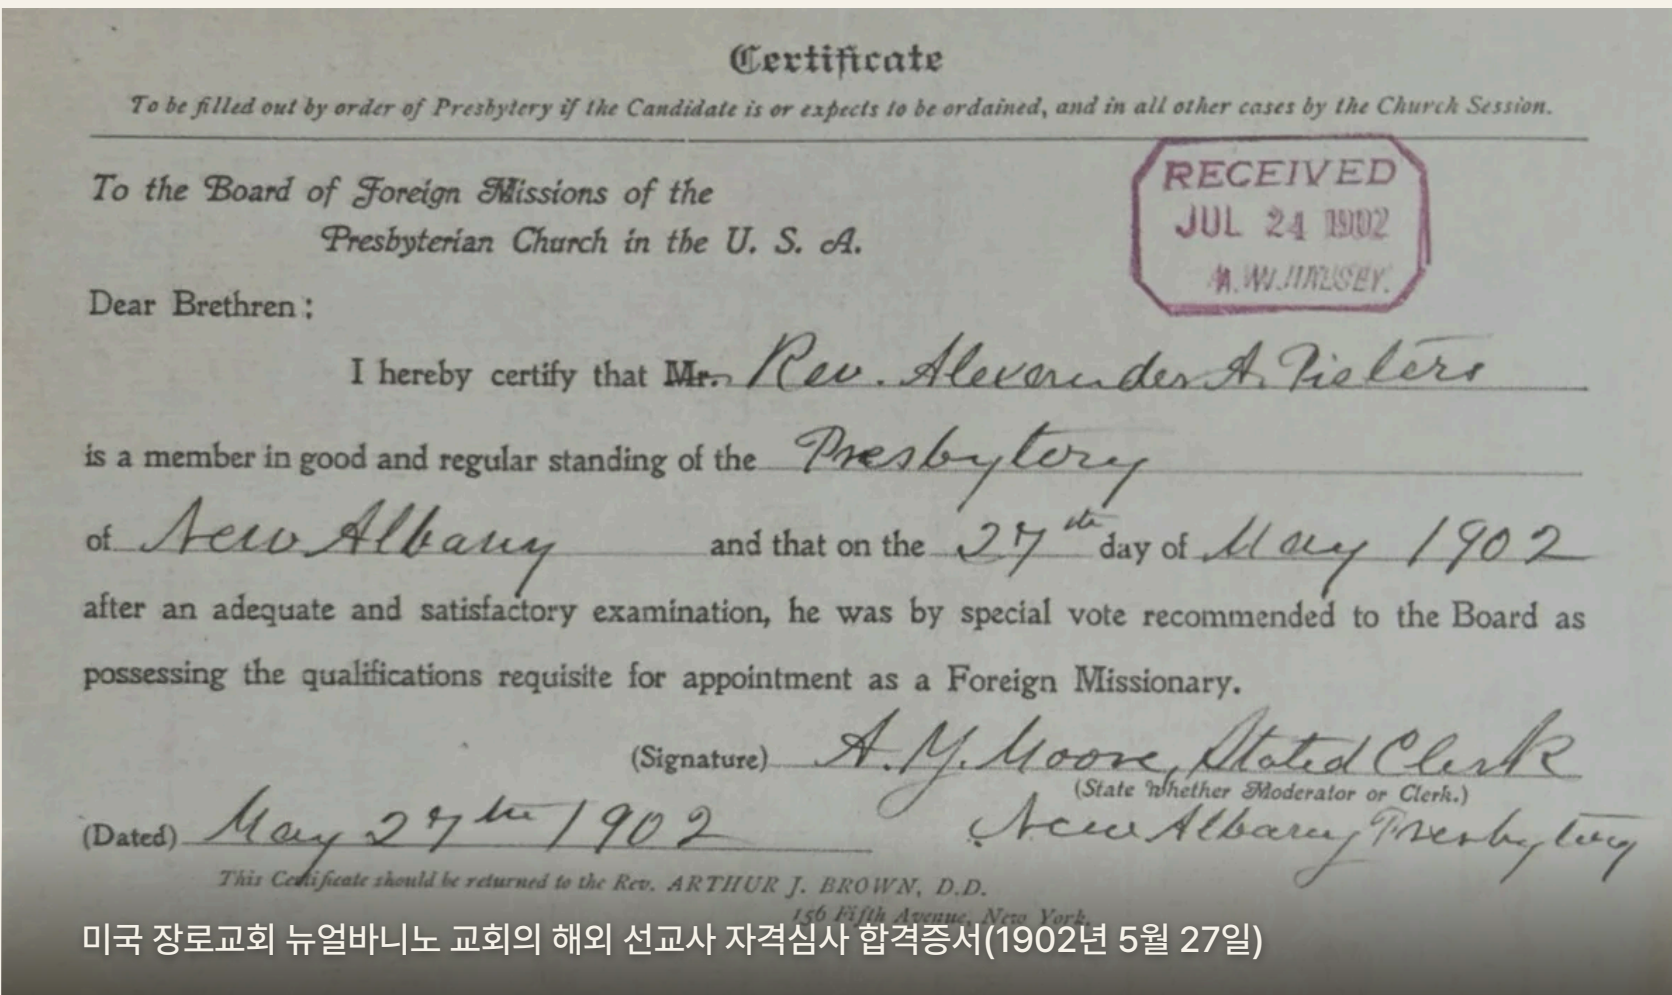 Certificate
To be filled out by order of Presbytery if the Candidate is or expects to be ordained, and in all other cases by the Church Session.
RECEIVED
JUL 24 1902
To the Board of Foreign Missions of the
Presbyterian Church in the U. S. A.
Dear Brethren:
I hereby certify that Mr. Rev. Alexander A. Pieters
is a member in good and regular standing of the Presbytery
of New Albany and that on the 27th day of May 1902
after an adequate and satisfactory examination, he was by special vote recommended to the Board as
possessing the qualifications requisite for appointment as a Foreign Missionary.
(Signature) A. Y. Moore, Stated Clerk
(State whether Moderator or Clerk.)
(Dated) May 27th 1902 New Albany Presbytery
This Certificate should be returned to the Rev. ARTHUR J. BROWN, D.D.
156 Fifth Avenue, New York.
미국 장로교회 뉴얼바니노 교회의 해외 선교사 자격심사 합격증서(1902년 5월 27일)